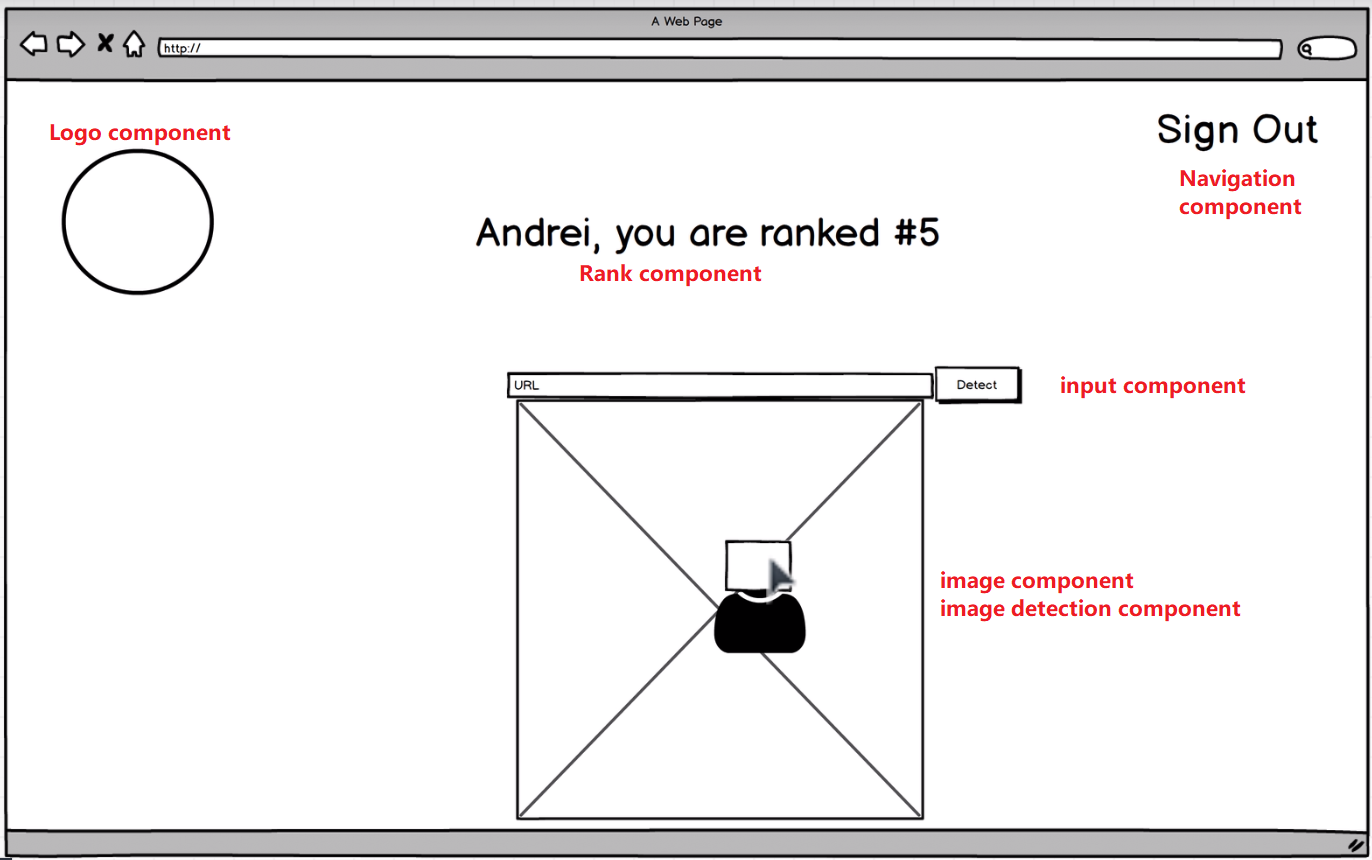 A Web Page
http://
Logo component
Sign Out
Navigation
component
Andrei, you are ranked #5
Rank component
URL
Detect
input component
image component
image detection component